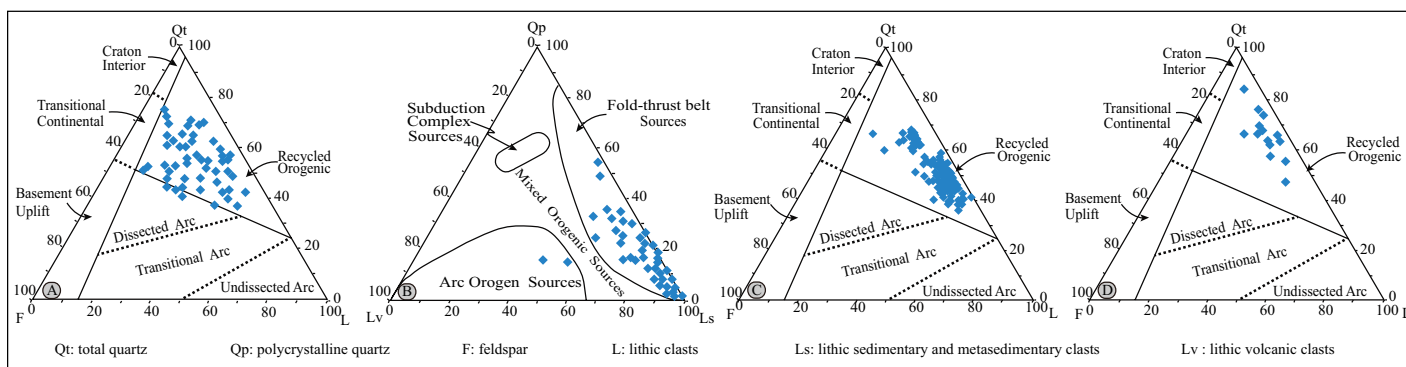 Qt
0 100
Craton
Interior
20
80
Transitional
Continental
40
60
Recycled
Orogenic
60
40
Basement
Uplift
Dissected Arc
80
20
Transitional Arc
Undissected Arc
100
0
A
F
20
40
60
80
100
L
Qp
0 100
20
80
Subduction
Complex
Sources
Fold-thrust belt
Sources
40
60
Mixed Orogenic Sources
60
40
80
20
Arc Orogen Sources
100
0
B
Lv
20
40
60
80
100
Ls
Qt
0 100
Craton
Interior
20
80
Transitional
Continental
40
60
Recycled
Orogenic
60
40
Basement
Uplift
Dissected Arc
80
20
Transitional Arc
Undissected Arc
100
0
C
F
20
40
60
80
100
L
Qt
0 100
Craton
Interior
20
80
Transitional
Continental
40
60
Recycled
Orogenic
60
40
Basement
Uplift
Dissected Arc
80
20
Transitional Arc
Undissected Arc
100
0
D
F
20
40
60
80
100
L
Qt: total quartz
Qp: polycrystalline quartz
F: feldspar
L: lithic clasts
Ls: lithic sedimentary and metasedimentary clasts
Lv : lithic volcanic clasts